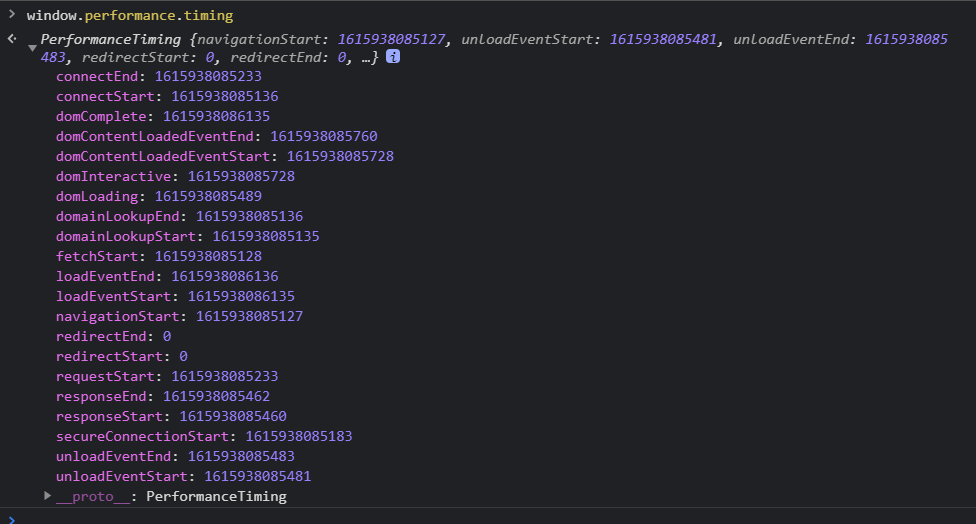 window.performance.timing
PerformanceTiming {navigationStart: 1615938085127, unloadEventStart: 1615938085481, unloadEventEnd: 1615938085
483, redirectStart: 0, redirectEnd: 0, …} i
connectEnd: 1615938085233
connectStart: 1615938085136
domComplete: 1615938086135
domContentLoadedEventEnd: 1615938085760
domContentLoadedEventStart: 1615938085728
domInteractive: 1615938085728
domLoading: 1615938085489
domainLookupEnd: 1615938085136
domainLookupStart: 1615938085135
fetchStart: 1615938085128
loadEventEnd: 1615938086136
loadEventStart: 1615938086135
navigationStart: 1615938085127
redirectEnd: 0
redirectStart: 0
requestStart: 1615938085233
responseEnd: 1615938085462
responseStart: 1615938085460
secureConnectionStart: 1615938085183
unloadEventEnd: 1615938085483
unloadEventStart: 1615938085481
__proto__: PerformanceTiming